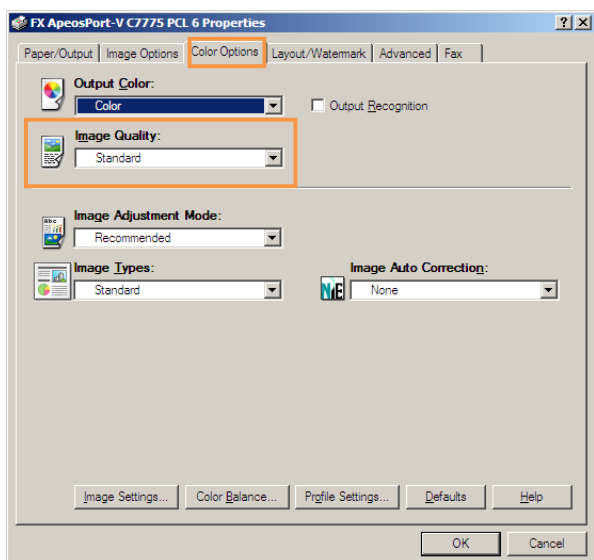 FX ApeosPort-V C7775 PCL 6 Properties
Paper/Output Image Options Color Options Layout/Watermark Advanced Fax
Output Color:
Color
Output Recognition
Image Quality:
Standard
Image Adjustment Mode:
Recommended
Image Types:
Image Auto Correction:
Standard
None
Image Settings... Color Balance... Profile Settings... Defaults Help
OK Cancel